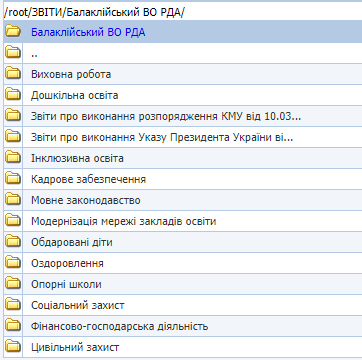 /root/ЗВІТИ/Балаклійський ВО РДА/
Балаклійський ВО РДА
..
Виховна робота
Дошкільна освіта
Звіти про виконання розпорядження КМУ від 10.03...
Звіти про виконання Указу Президента України ві...
Інклюзивна освіта
Кадрове забезпечення
Мовне законодавство
Модернізація мережі закладів освіти
Обдаровані діти
Оздоровлення
Опорні школи
Соціальний захист
Фінансово-господарська діяльність
Цивільний захист